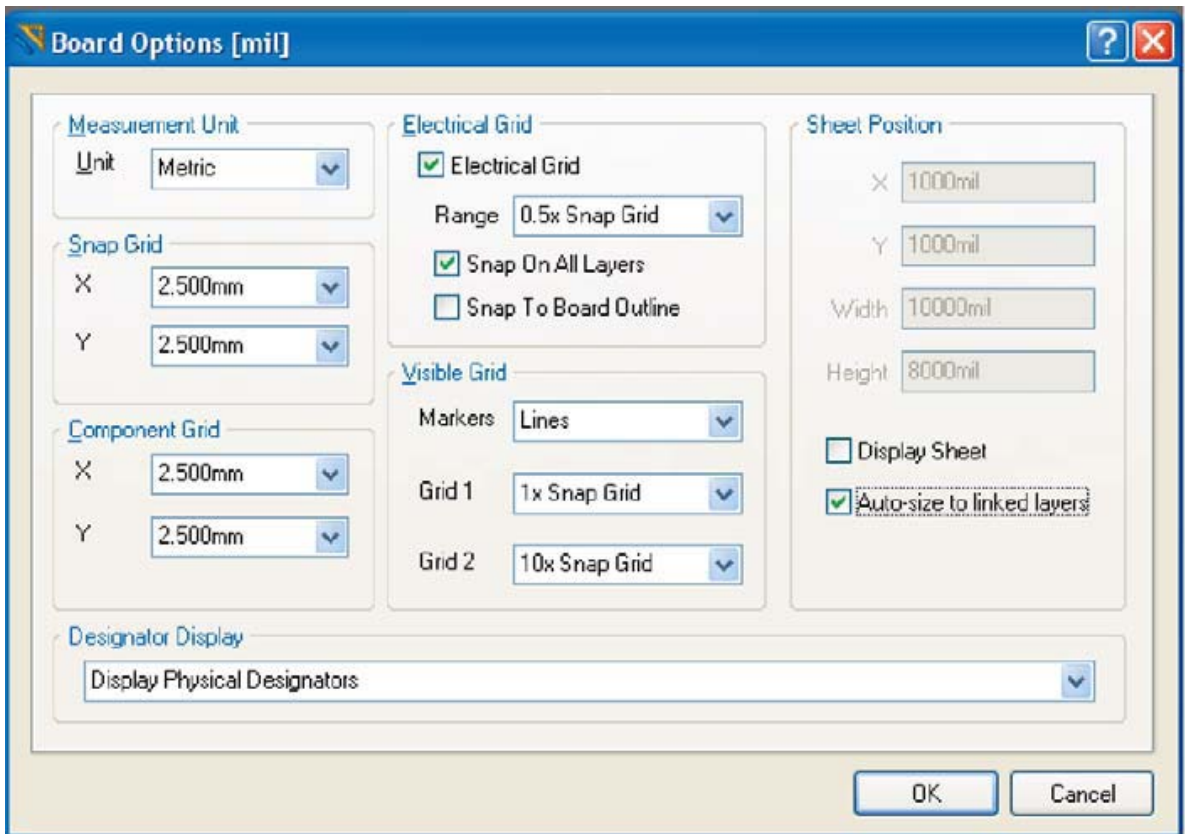 Board Options [mil]
Measurement Unit
Unit Metric
Snap Grid
X 2.500mm
Y 2.500mm
Component Grid
X 2.500mm
Y 2.500mm
Electrical Grid
Electrical Grid
Range 0.5x Snap Grid
Snap On All Layers
Snap To Board Outline
Visible Grid
Markers Lines
Grid 1 1x Snap Grid
Grid 2 10x Snap Grid
Sheet Position
X 1000mil
Y 1000mil
Width 10000mil
Height 8000mil
Display Sheet
Auto-size to linked layers
Designator Display
Display Physical Designators
OK Cancel